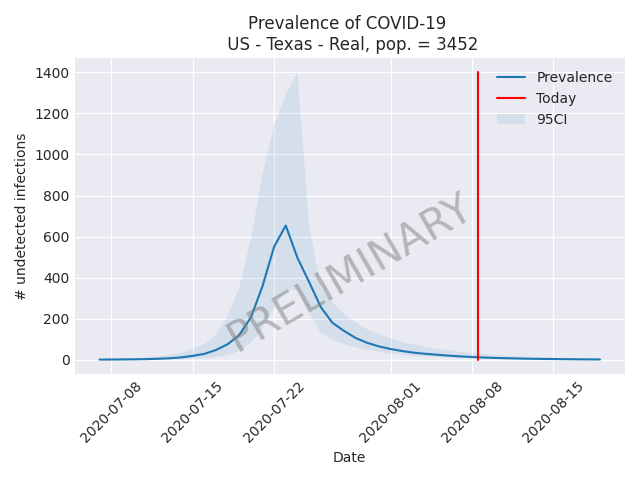 Prevalence of COVID-19
US - Texas - Real, pop. = 3452
1400
1200
1000
800
600
400
200
0
# undetected infections
Prevalence
Today
95CI
PRELIMINARY
2020-07-08
2020-07-15
2020-07-22
2020-08-01
2020-08-08
2020-08-15
Date